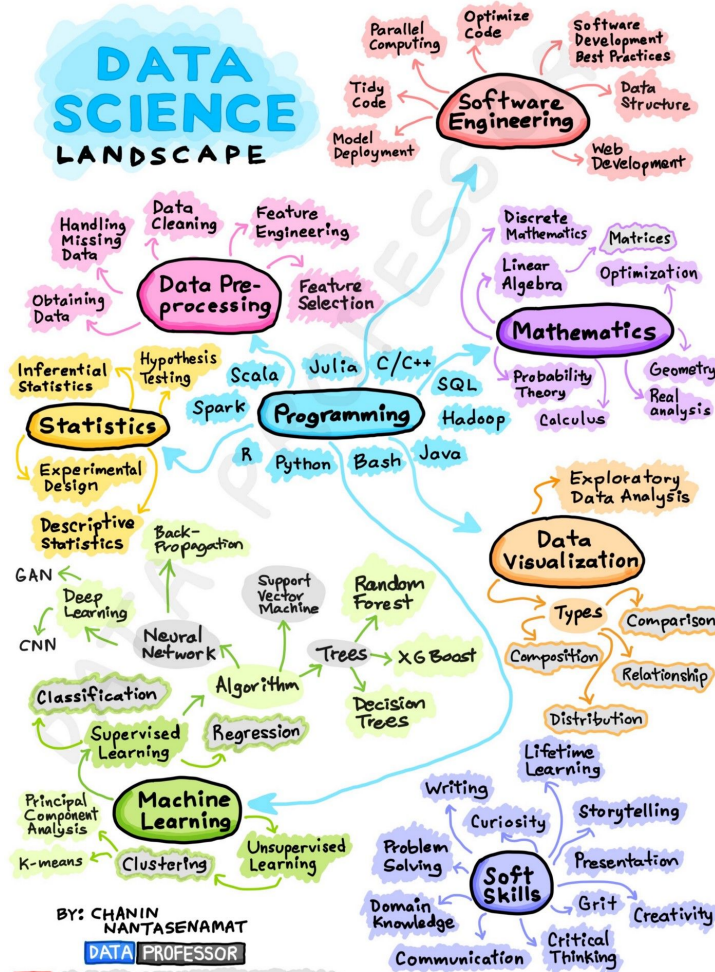 DATA
SCIENCE
LANDSCAPE
Parallel
Computing
Optimize
Code
Software
Development
Best Practices
Tidy
Code
Software
Engineering
Data
Structure
Model
Deployment
Web
Development
Handling
Missing
Data
Data
Cleaning
Feature
Engineering
Obtaining
Data
Data Pre-
processing
Feature
Selection
Discrete
Mathematics
Matrices
Linear
Algebra
Optimization
Mathematics
Probability
Theory
Calculus
Geometry
Real
analysis
Inferential
Statistics
Hypothesis
Testing
Statistics
Experimental
Design
Descriptive
Statistics
Scala
Julia
C/C++
SQL
Spark
Programming
Hadoop
R
Python
Bash
Java
Exploratory
Data Analysis
Data
Visualization
Types
Comparison
Composition
Relationship
Distribution
Back-
Propagation
GAN
Deep
Learning
CNN
Neural
Network
Support
Vector
Machine
Random
Forest
Trees
XG Boost
Algorithm
Decision
Trees
Classification
Supervised
Learning
Regression
Machine
Learning
Principal
Component
Analysis
K-means
Clustering
Unsupervised
Learning
Lifetime
Learning
Writing
Curiosity
Storytelling
Problem
Solving
Soft
Skills
Presentation
Domain
Knowledge
Grit
Creativity
Communication
Critical
Thinking
BY: CHANIN
NANTASENAMAT
DATA PROFESSOR
DATA PROFESSOR